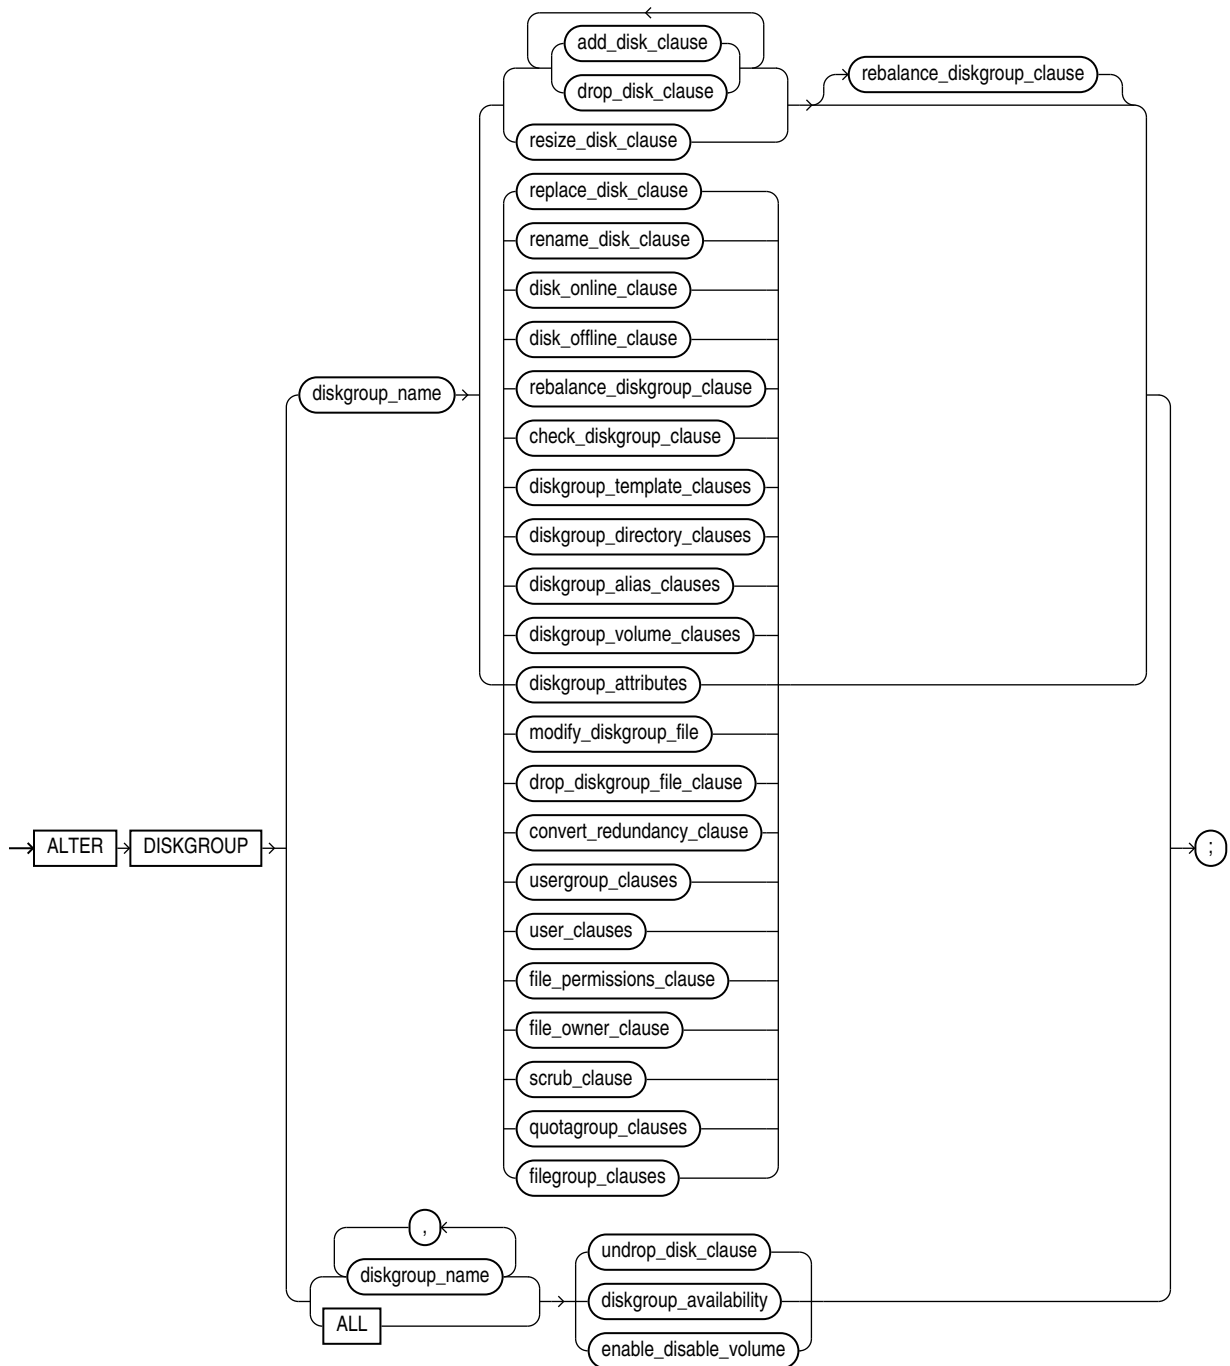 add_disk_clause
drop_disk_clause
rebalance_diskgroup_clause
resize_disk_clause
replace_disk_clause
rename_disk_clause
disk_online_clause
disk_offline_clause
diskgroup_name
rebalance_diskgroup_clause
check_diskgroup_clause
diskgroup_template_clauses
diskgroup_directory_clauses
diskgroup_alias_clauses
diskgroup_volume_clauses
diskgroup_attributes
modify_diskgroup_file
drop_diskgroup_file_clause
convert_redundancy_clause
ALTER DISKGROUP ;
usergroup_clauses
user_clauses
file_permissions_clause
file_owner_clause
scrub_clause
quotagroup_clauses
filegroup_clauses
,
diskgroup_name
ALL
undrop_disk_clause
diskgroup_availability
enable_disable_volume